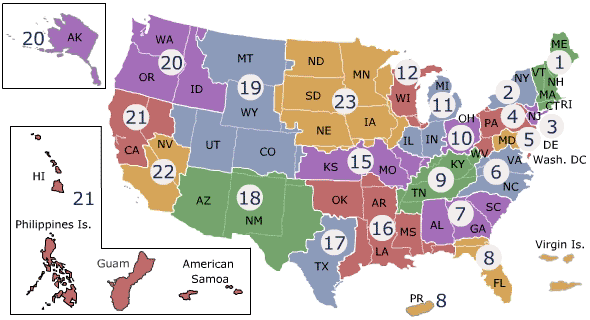 20
AK
WA
20
OR
ID
MT
19
WY
ND
MN
SD
23
NE
IA
12
WI
MI
11
ME
1
VT
NH
NY
2
MA
CT RI
3
NJ
PA
4
5
MD
DE
Wash. DC
OH
10
WV
VA
6
NC
IL
IN
KY
9
TN
21
CA
NV
22
UT
CO
KS
15
MO
AZ
18
NM
OK
AR
16
LA
MS
17
TX
AL
7
GA
SC
8
FL
PR
8
Virgin Is.
HI
21
Philippines Is.
Guam
American
Samoa